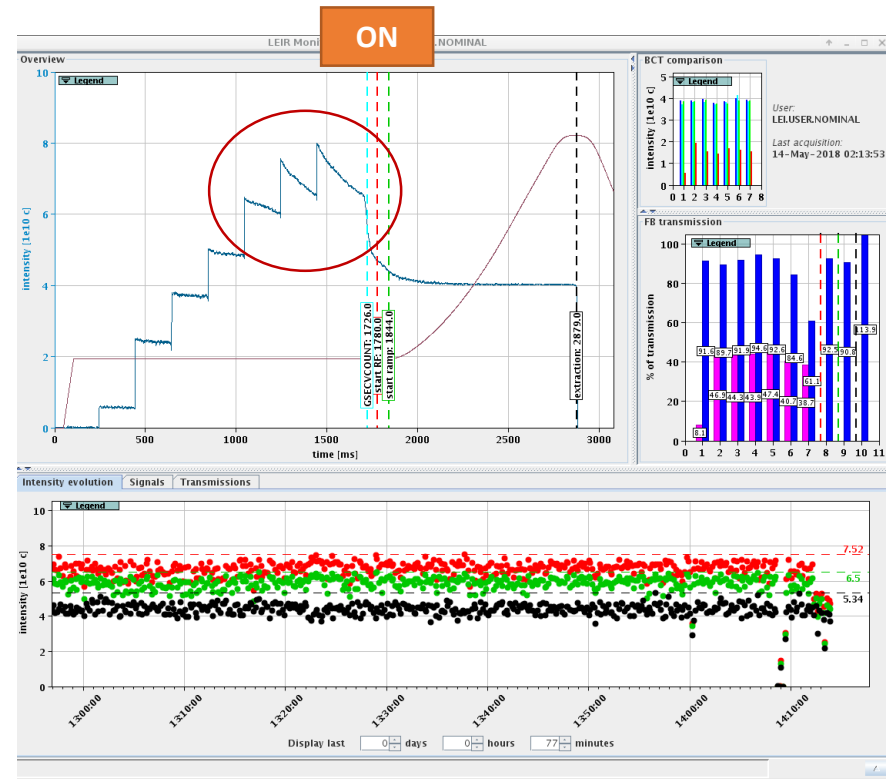 ON
LEIR Moni
.NOMINAL
Overview
Legend
intensity [1e10 c]
10
8
6
4
2
0
0 500 1000 1500 2000 2500 3000
time [ms]
GSECVCOUNT: 1726.0
start RF: 1780.0
start ramp: 1844.0
extraction: 2879.0
BCT comparison
intensity [1e10 c]
5
4
3
2
1
0
0 1 2 3 4 5 6 7 8
User:
LEI.USER.NOMINAL
Last acquisition:
14-May-2018 02:13:53
FB transmission
Legend
% of transmission
100
80
60
40
20
0
91.6 89.7 91.9 94.6 92.6 84.6 61.1 92.5 90.8 113.9
8.1 46.9 44.3 43.9 47.4 40.7 38.7
0 1 2 3 4 5 6 7 8 9 10 11
Intensity evolution Signals Transmissions
Legend
intensity [1e10 c]
10
8
6
4
2
0
7.52
6.5
5.34
13:00:00 13:10:00 13:20:00 13:30:00 13:40:00 13:50:00 14:00:00 14:10:00
Display last 0 days 0 hours 77 minutes